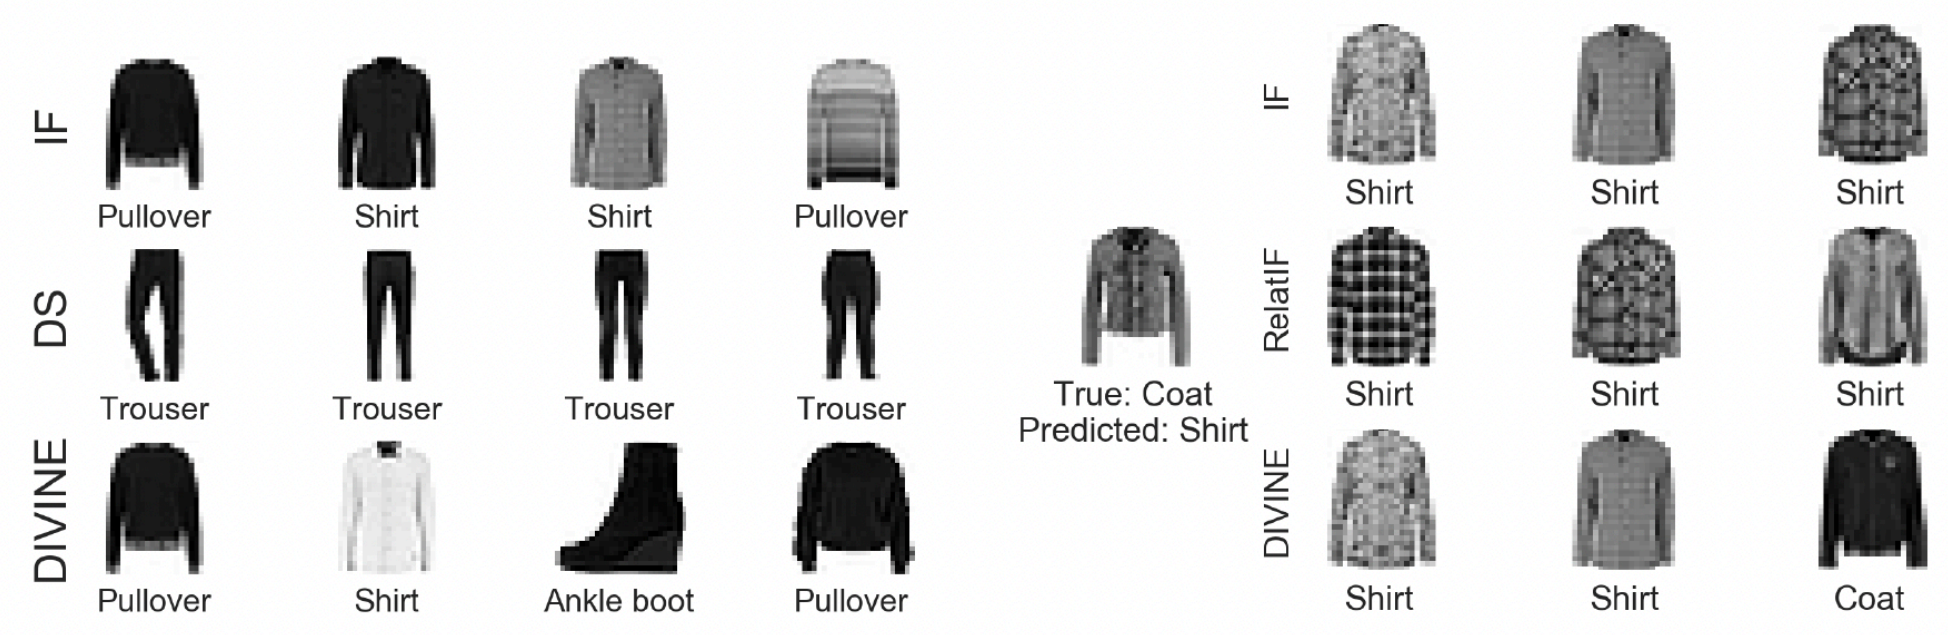 IF
Pullover
Shirt
Shirt
Pullover
DS
Trouser
Trouser
Trouser
Trouser
DIVINE
Pullover
Shirt
Ankle boot
Pullover
True: Coat
Predicted: Shirt
IF
Shirt
Shirt
Shirt
RelatIF
Shirt
Shirt
Shirt
DIVINE
Shirt
Shirt
Coat